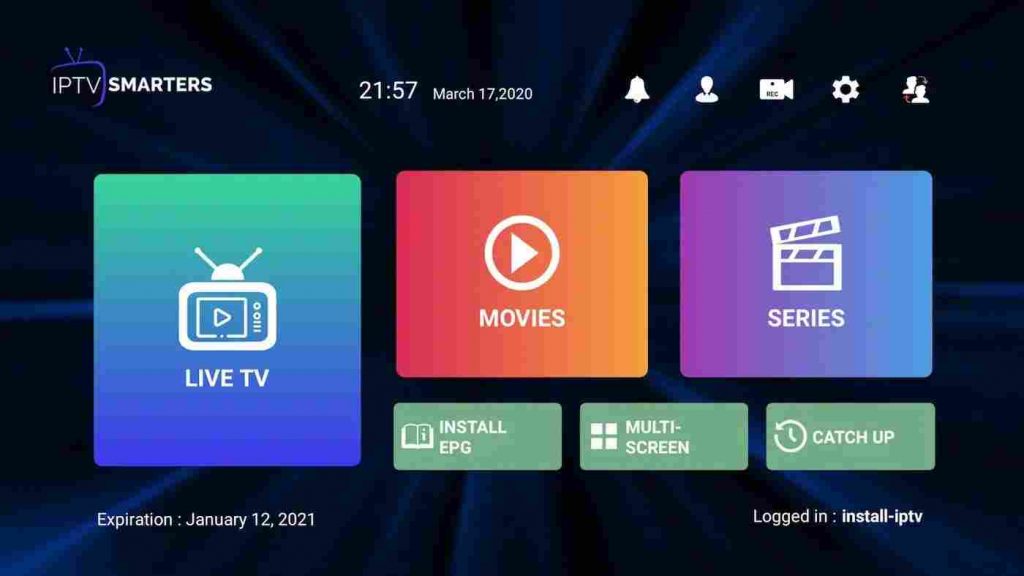 IPTV SMARTERS
21:57 March 17,2020
REC
LIVE TV
MOVIES
SERIES
INSTALL
EPG
MULTI-
SCREEN
CATCH UP
Expiration : January 12, 2021
Logged in : install-iptv